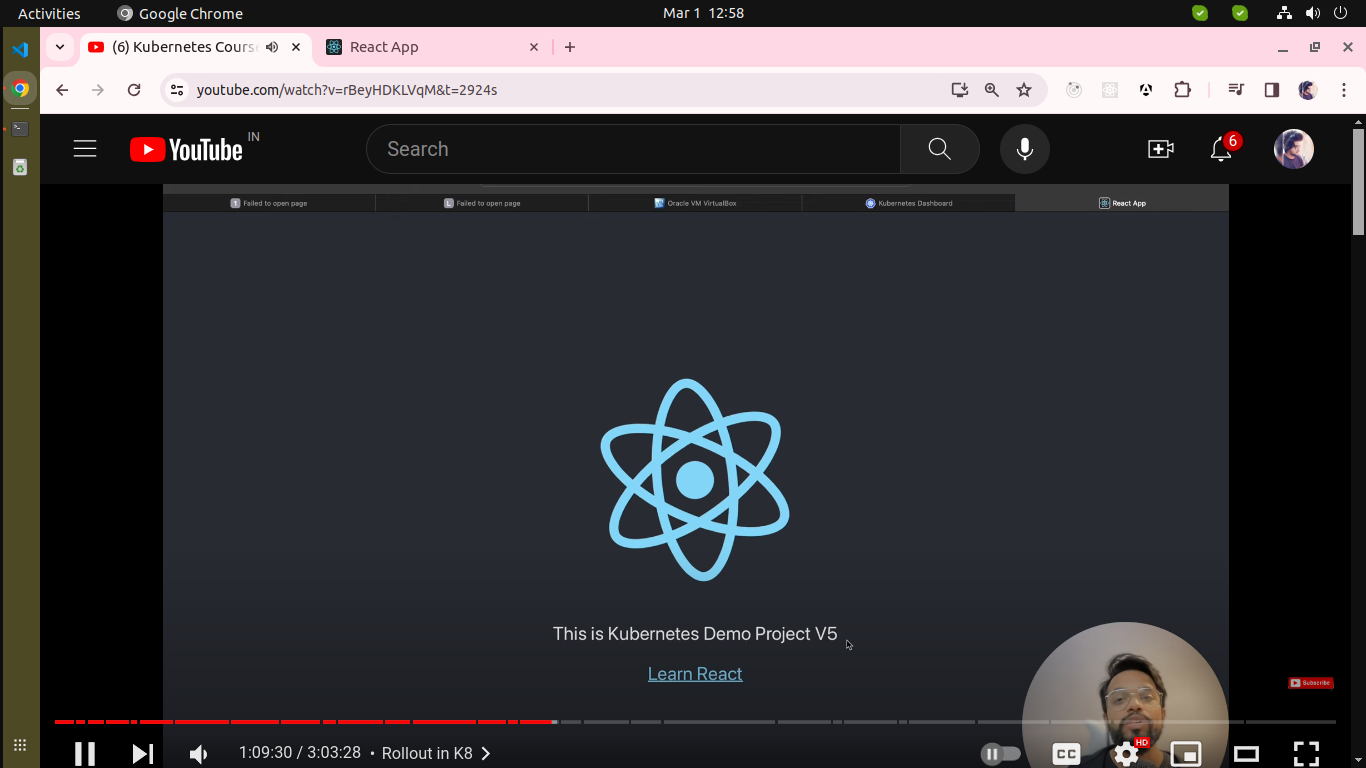 Activities
Google Chrome
Mar 1 12:58
(6) Kubernetes Cours
React App
youtube.com/watch?v=rBeyHDKLVqM&t=2924s
YouTube IN
Search
6
1 Failed to open page
L Failed to open page
Oracle VM VirtualBox
Kubernetes Dashboard
React App
This is Kubernetes Demo Project V5
Learn React
Subscribe
1:09:30 / 3:03:28 • Rollout in K8
CC
HD